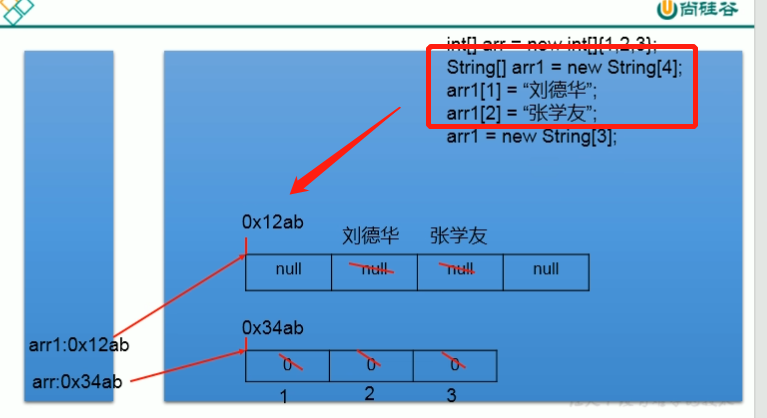 尚硅谷
int[] arr = new int[]{1,2,3};
String[] arr1 = new String[4];
arr1[1] = “刘德华”;
arr1[2] = “张学友”;
arr1 = new String[3];
0x12ab
刘德华 张学友
null null null null
arr1:0x12ab
0x34ab
arr:0x34ab
0 0 0
1 2 3